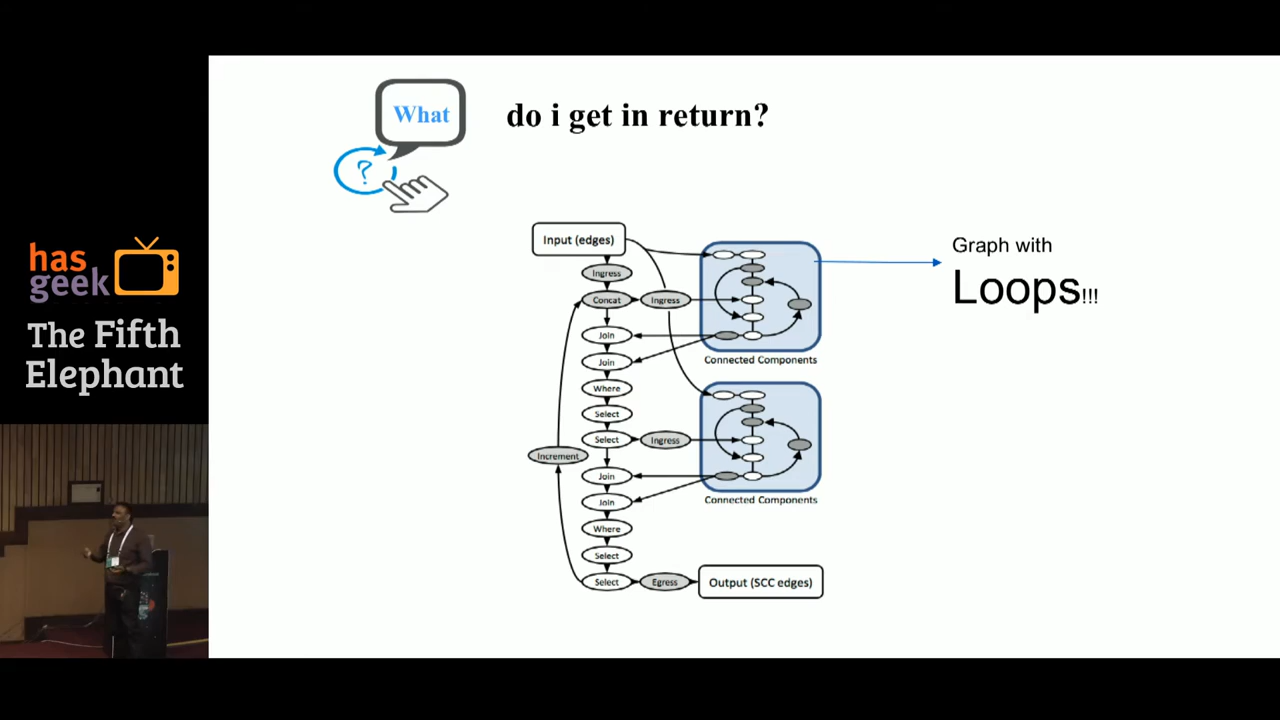 What do i get in return?
?
has
geek
The Fifth
Elephant
Input (edges)
Ingress
Concat
Ingress
Join
Join
Where
Select
Select
Ingress
Increment
Join
Join
Where
Select
Select
Egress
Output (SCC edges)
Connected Components
Connected Components
Graph with
Loops!!!